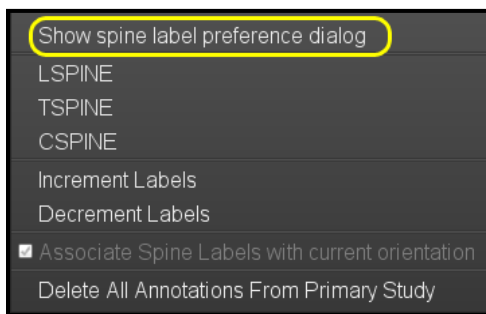 Show spine label preference dialog
LSPINE
TSPINE
CSPINE
Increment Labels
Decrement Labels
Associate Spine Labels with current orientation
Delete All Annotations From Primary Study